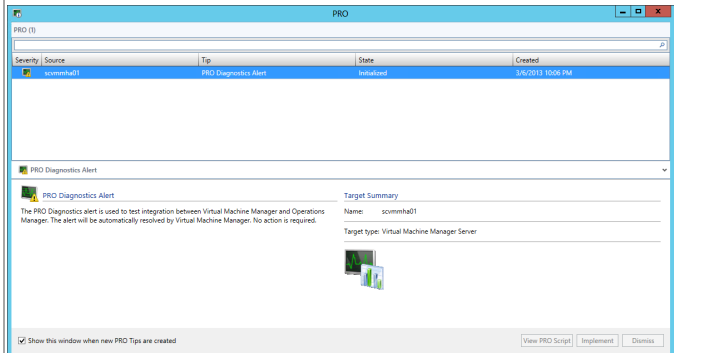 PRO
PRO (1)
Severity Source Tip State Created
scvmmha01 PRO Diagnostics Alert Initialized 3/6/2013 10:06 PM
PRO Diagnostics Alert
PRO Diagnostics Alert
The PRO Diagnostics alert is used to test integration between Virtual Machine Manager and Operations
Manager. The alert will be automatically resolved by Virtual Machine Manager. No action is required.
Target Summary
Name: scvmmha01
Target type: Virtual Machine Manager Server
Show this window when new PRO Tips are created
View PRO Script Implement Dismiss